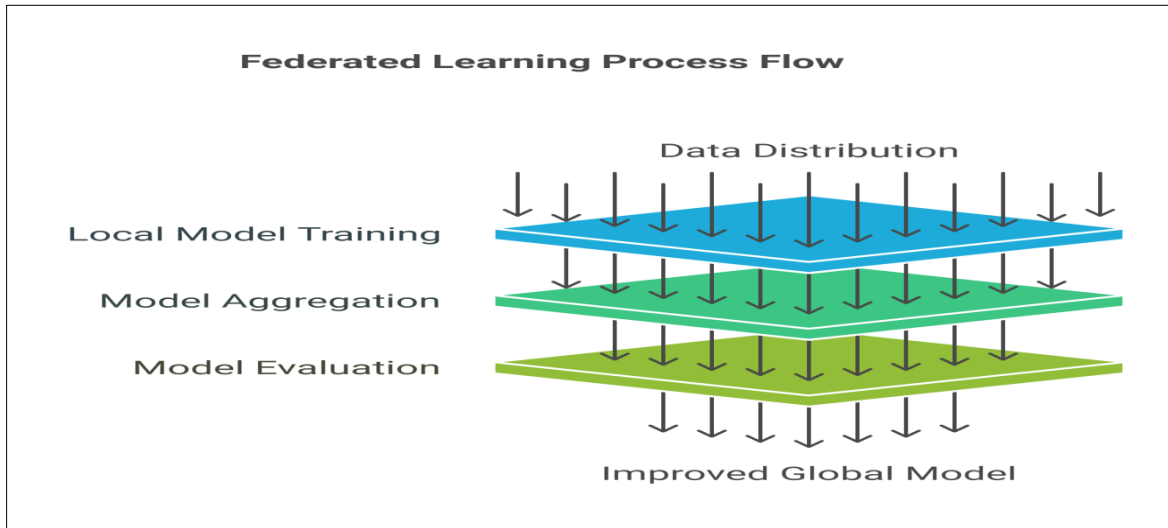 Federated Learning Process Flow
Data Distribution
Local Model Training
Model Aggregation
Model Evaluation
Improved Global Model